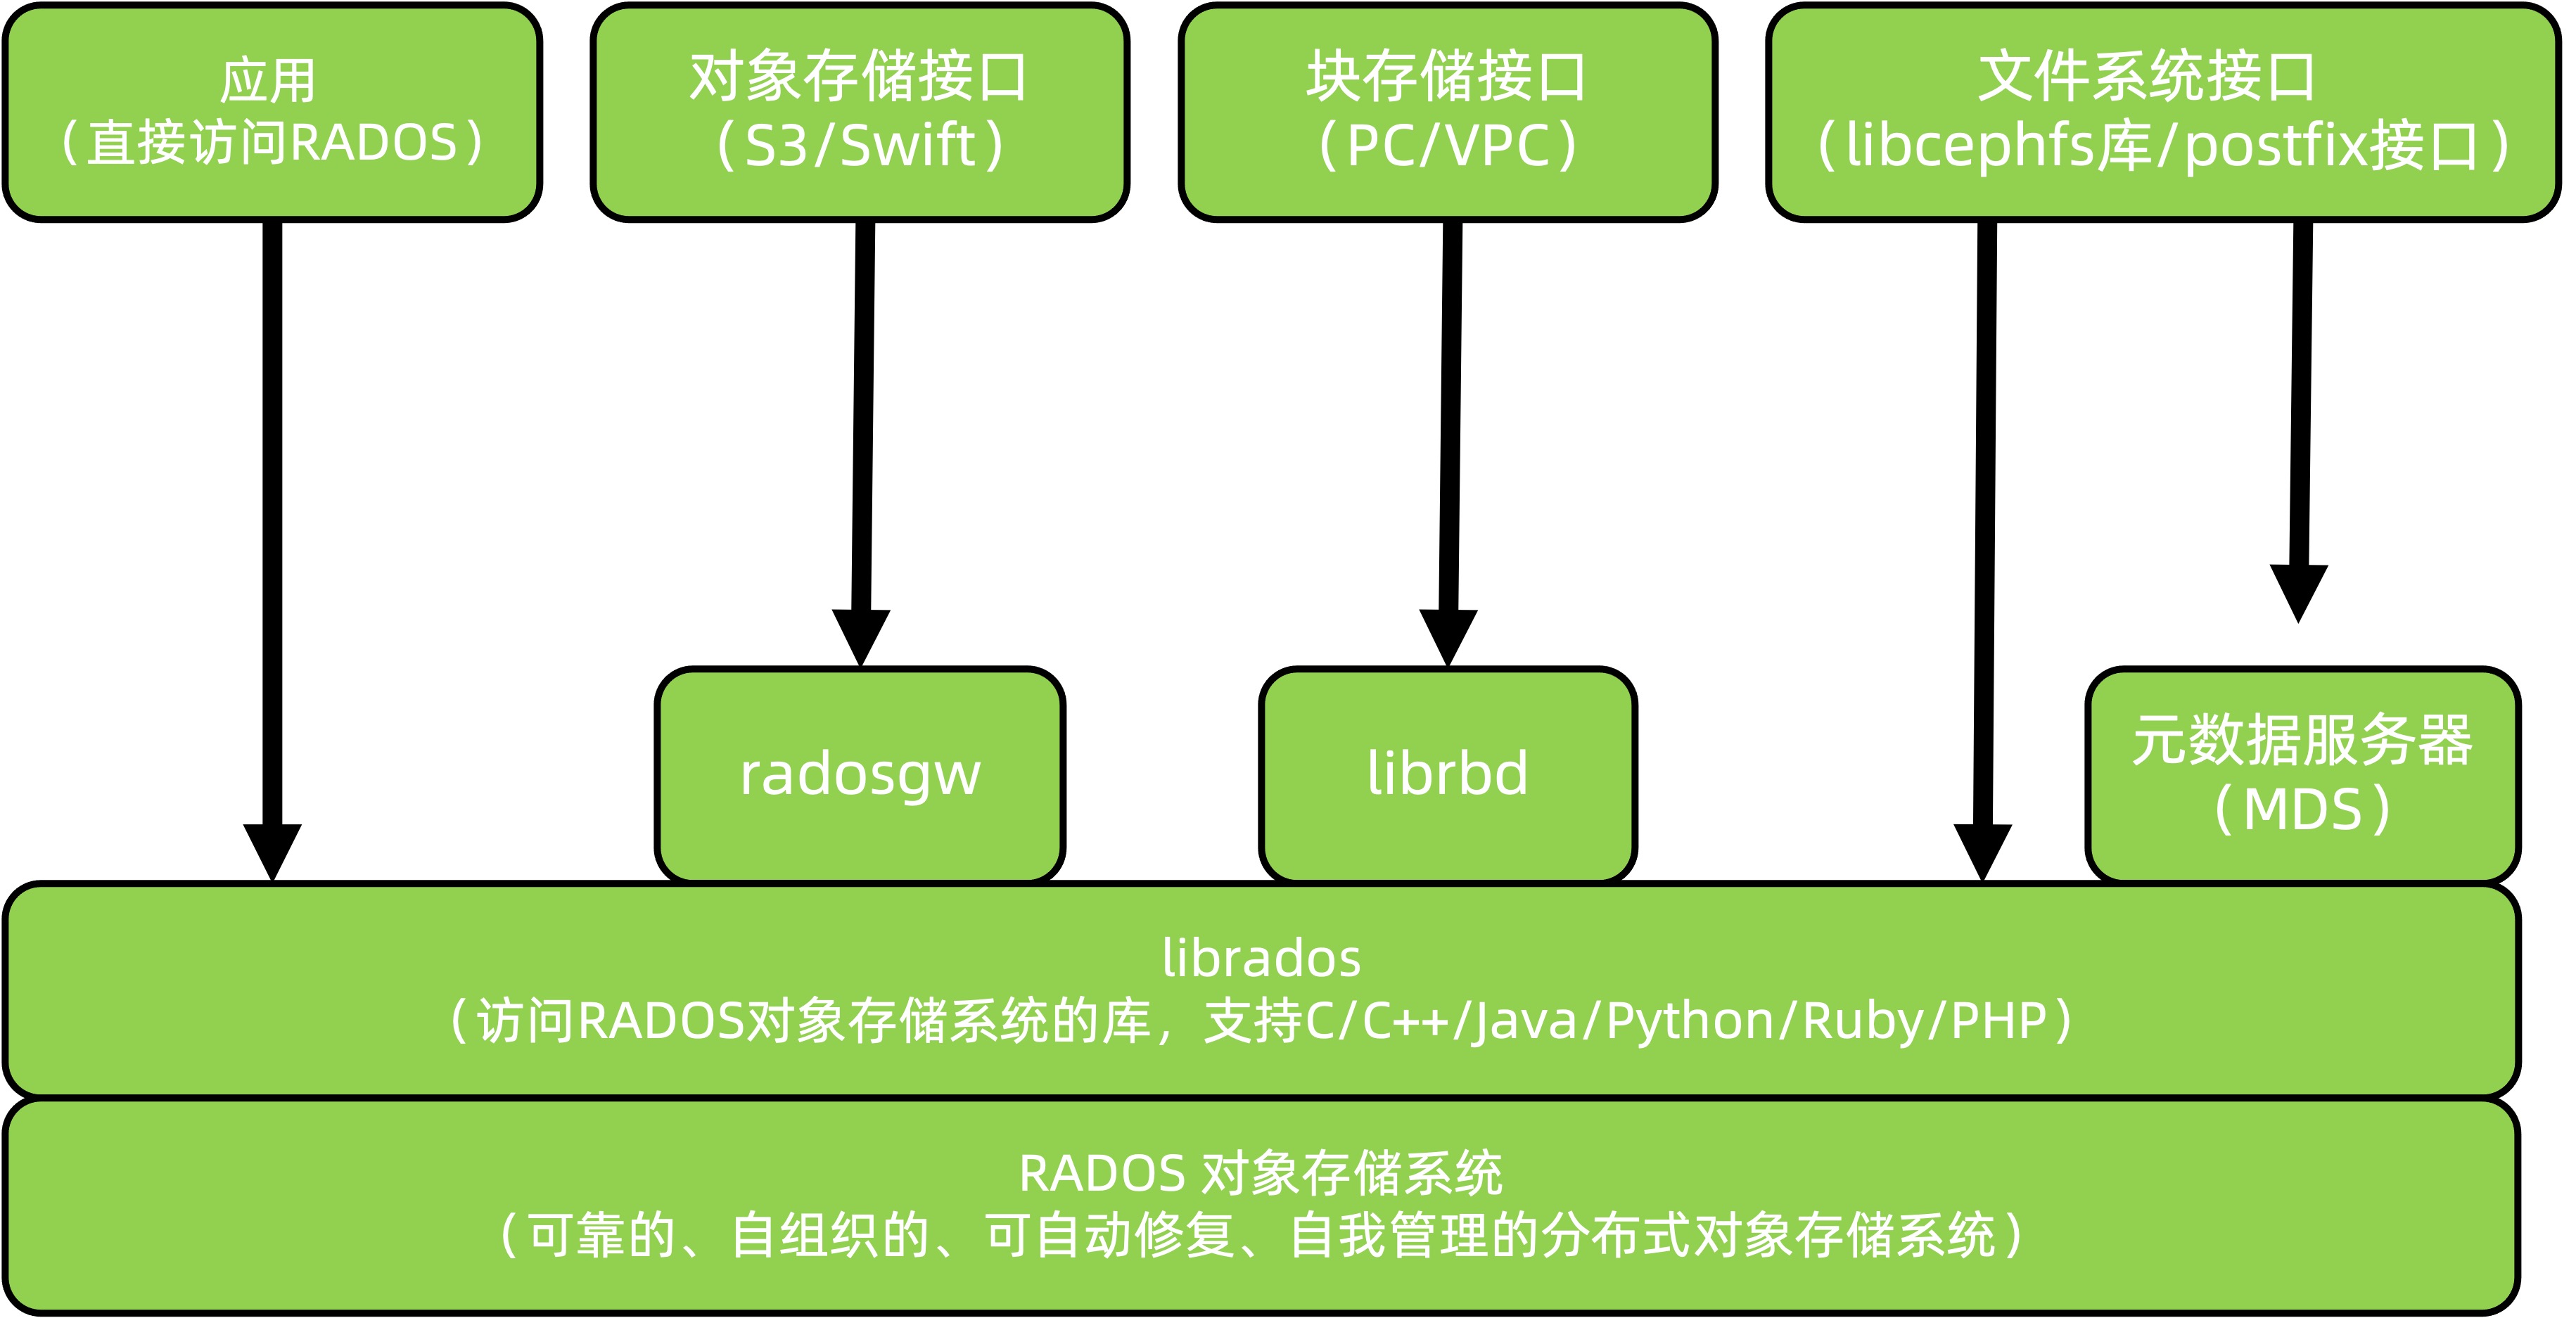 应用
（直接访问RADOS）
对象存储接口
（S3/Swift）
块存储接口
（PC/VPC）
文件系统接口
（libcephfs库/postfix接口）
radosgw
librbd
元数据服务器
（MDS）
librados
（访问RADOS对象存储系统的库，支持C/C++/Java/Python/Ruby/PHP）
RADOS 对象存储系统
（可靠的、自组织的、可自动修复、自我管理的分布式对象存储系统）